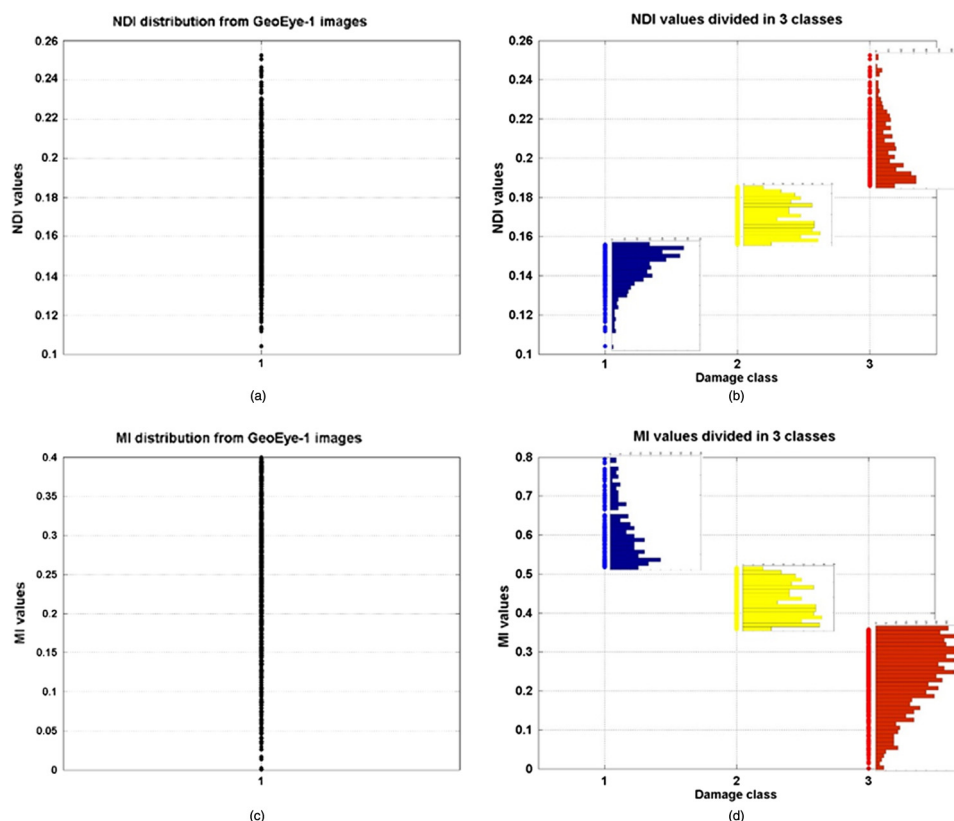 NDI distribution from GeoEye-1 images
0.26
0.24
0.22
0.2
0.18
0.16
0.14
0.12
0.1
NDI values
1
(a)
NDI values divided in 3 classes
0.26
0.24
0.22
0.2
0.18
0.16
0.14
0.12
0.1
NDI values
1 2 3
Damage class
(b)
MI distribution from GeoEye-1 images
0.4
0.35
0.3
0.25
0.2
0.15
0.1
0.05
0
MI values
1
(c)
MI values divided in 3 classes
0.8
0.7
0.6
0.5
0.4
0.3
0.2
0.1
0
MI values
1 2 3
Damage class
(d)